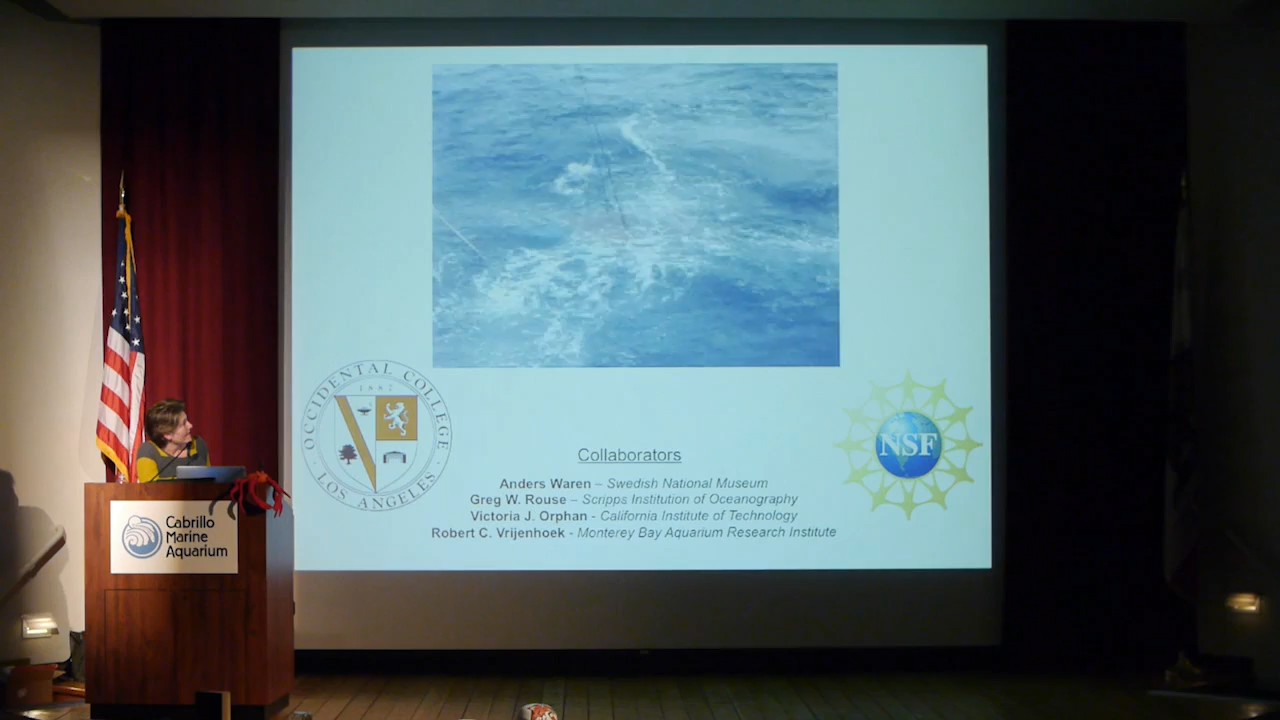 OCCIDENTAL COLLEGE
1887
LOS ANGELES
NSF
Collaborators
Anders Waren – Swedish National Museum
Greg W. Rouse – Scripps Institution of Oceanography
Victoria J. Orphan - California Institute of Technology
Robert C. Vrijenhoek - Monterey Bay Aquarium Research Institute
Cabrillo
Marine
Aquarium